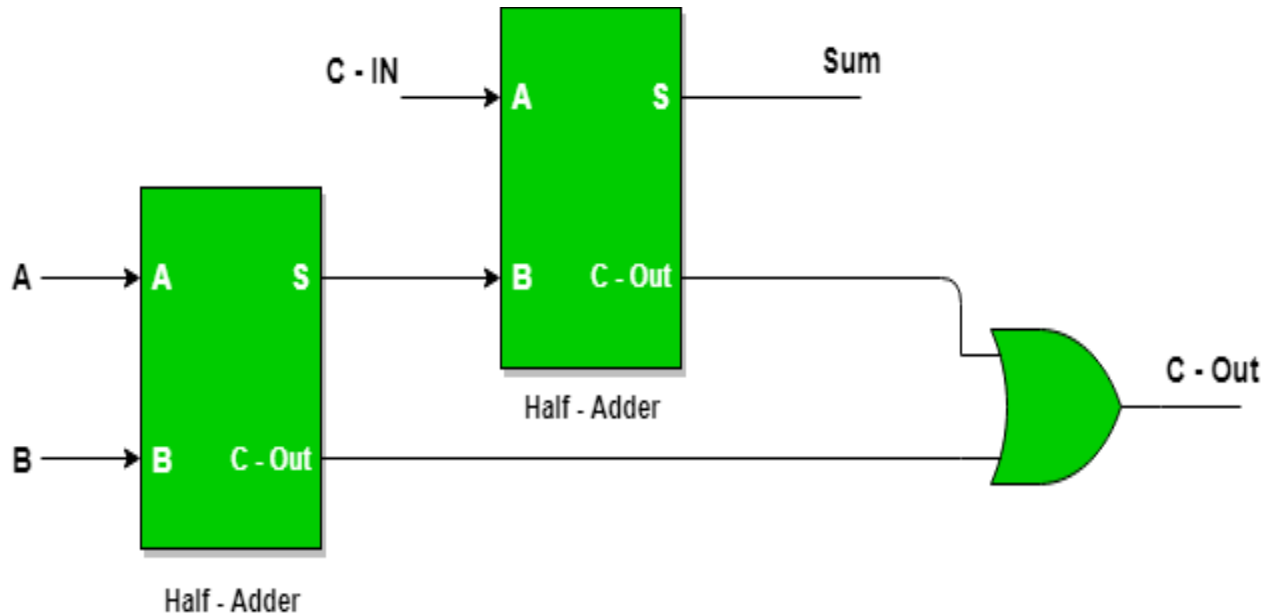 C - IN
Sum
A
S
A
A
S
B
C - Out
C - Out
Half - Adder
B
B
C - Out
Half - Adder